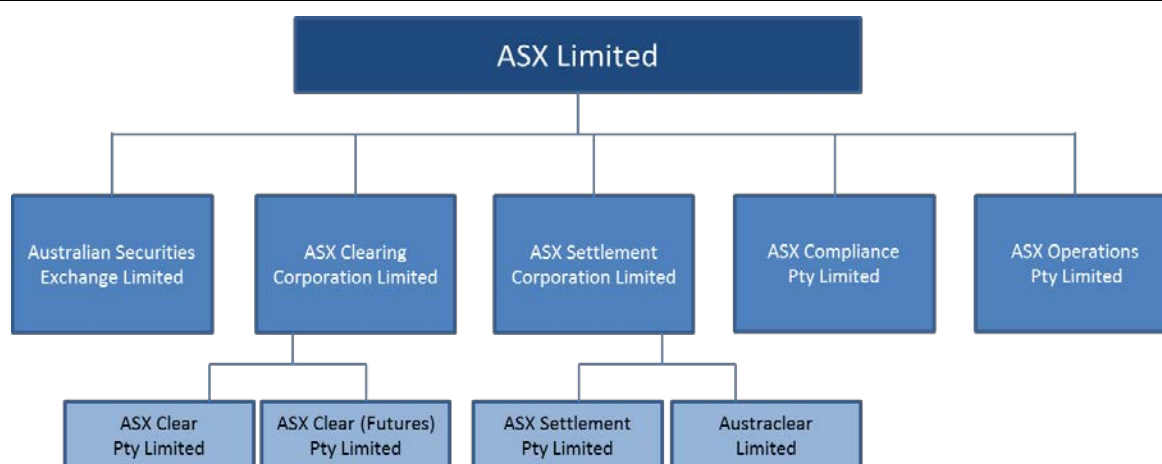 ASX Limited
Australian Securities
Exchange Limited
ASX Clearing
Corporation Limited
ASX Settlement
Corporation Limited
ASX Compliance
Pty Limited
ASX Operations
Pty Limited
ASX Clear
Pty Limited
ASX Clear (Futures)
Pty Limited
ASX Settlement
Pty Limited
Austraclear
Limited